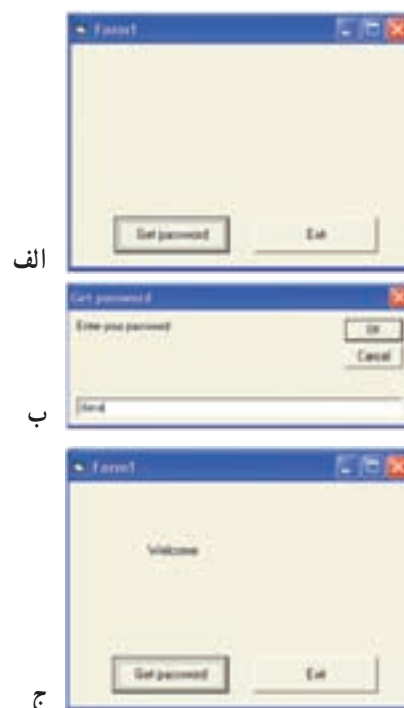 Form1
Get password
Exit
الف
Get password
Enter your password
OK
Cancel
ب
Form1
Welcome
Get password
Exit
ج